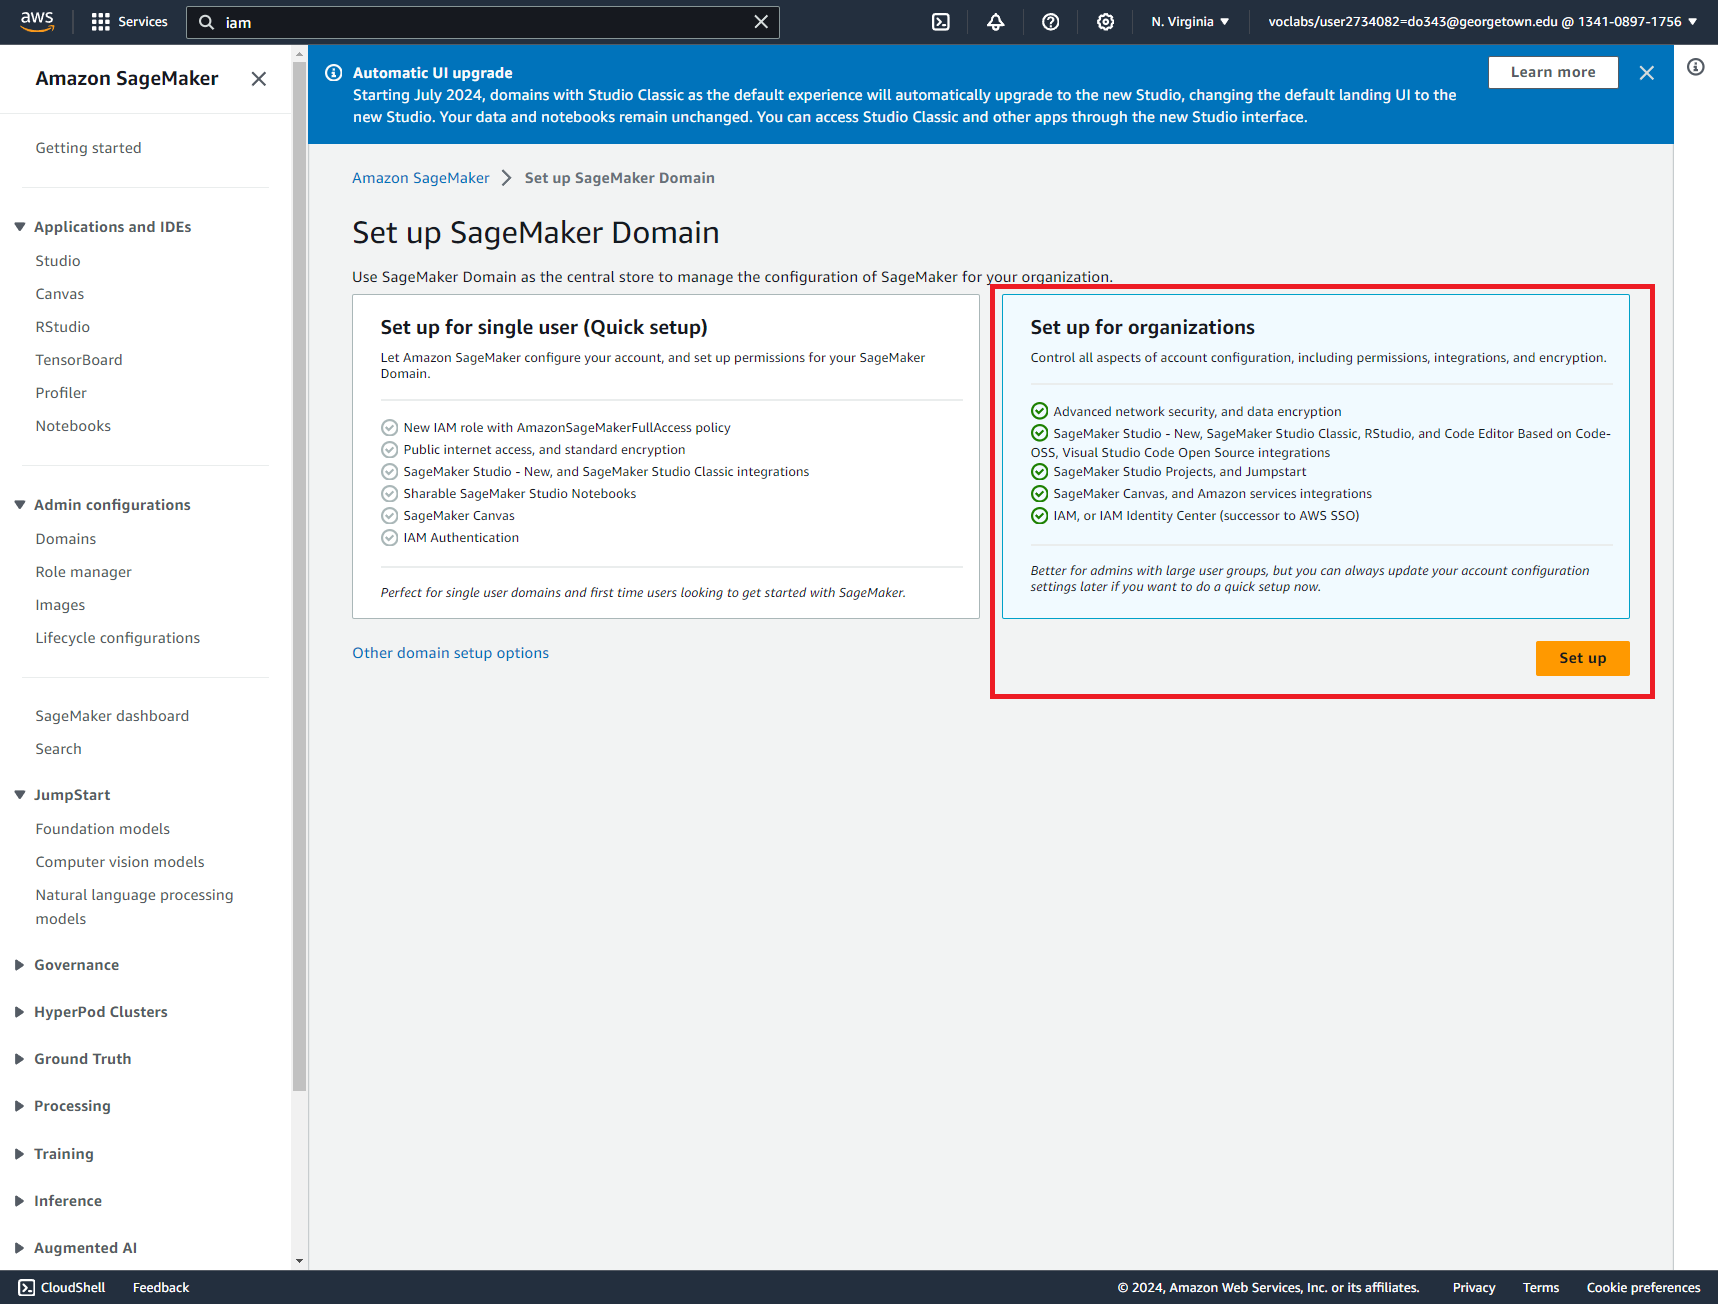 aws
Services
iam
N. Virginia
voclabs/user2734082=do343@georgetown.edu @ 1341-0897-1756
Amazon SageMaker
Getting started
Applications and IDEs
Studio
Canvas
RStudio
TensorBoard
Profiler
Notebooks
Admin configurations
Domains
Role manager
Images
Lifecycle configurations
SageMaker dashboard
Search
JumpStart
Foundation models
Computer vision models
Natural language processing
models
Governance
HyperPod Clusters
Ground Truth
Processing
Training
Inference
Augmented AI
Automatic UI upgrade
Starting July 2024, domains with Studio Classic as the default experience will automatically upgrade to the new Studio, changing the default landing UI to the
new Studio. Your data and notebooks remain unchanged. You can access Studio Classic and other apps through the new Studio interface.
Learn more
Amazon SageMaker > Set up SageMaker Domain
Set up SageMaker Domain
Use SageMaker Domain as the central store to manage the configuration of SageMaker for your organization.
Set up for single user (Quick setup)
Let Amazon SageMaker configure your account, and set up permissions for your SageMaker
Domain.
New IAM role with AmazonSageMakerFullAccess policy
Public internet access, and standard encryption
SageMaker Studio - New, and SageMaker Studio Classic integrations
Sharable SageMaker Studio Notebooks
SageMaker Canvas
IAM Authentication
Perfect for single user domains and first time users looking to get started with SageMaker.
Set up for organizations
Control all aspects of account configuration, including permissions, integrations, and encryption.
Advanced network security, and data encryption
SageMaker Studio - New, SageMaker Studio Classic, RStudio, and Code Editor Based on Code-
OSS, Visual Studio Code Open Source integrations
SageMaker Studio Projects, and Jumpstart
SageMaker Canvas, and Amazon services integrations
IAM, or IAM Identity Center (successor to AWS SSO)
Better for admins with large user groups, but you can always update your account configuration
settings later if you want to do a quick setup now.
Other domain setup options
Set up
CloudShell
Feedback
© 2024, Amazon Web Services, Inc. or its affiliates.
Privacy
Terms
Cookie preferences